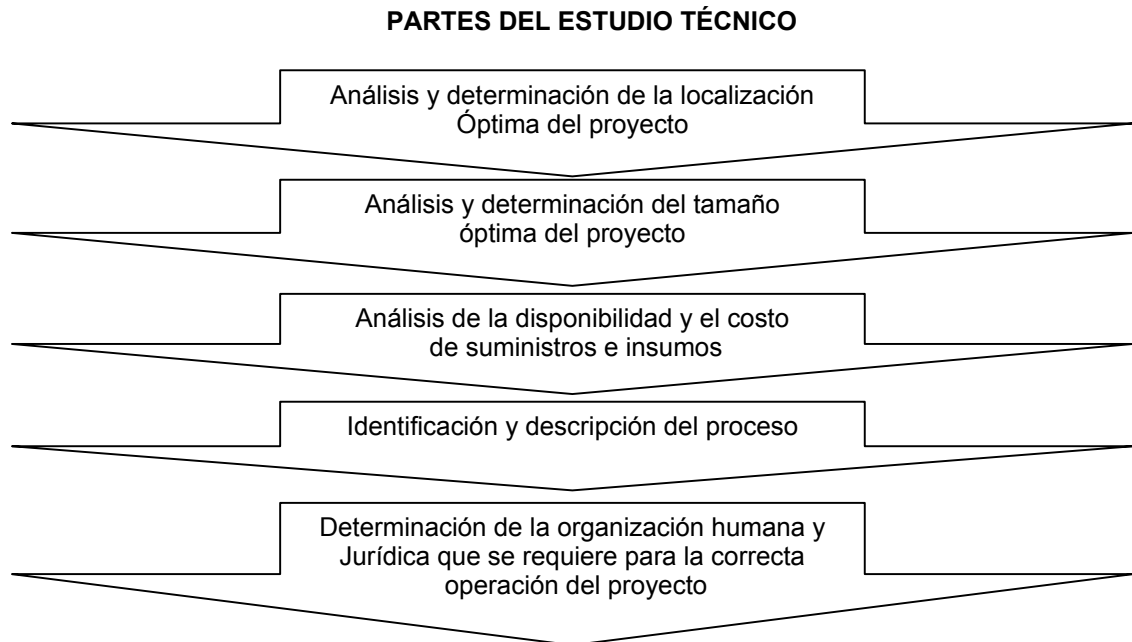 PARTES DEL ESTUDIO TÉCNICO
Análisis y determinación de la localización
Óptima del proyecto
Análisis y determinación del tamaño
óptima del proyecto
Análisis de la disponibilidad y el costo
de suministros e insumos
Identificación y descripción del proceso
Determinación de la organización humana y
Jurídica que se requiere para la correcta
operación del proyecto